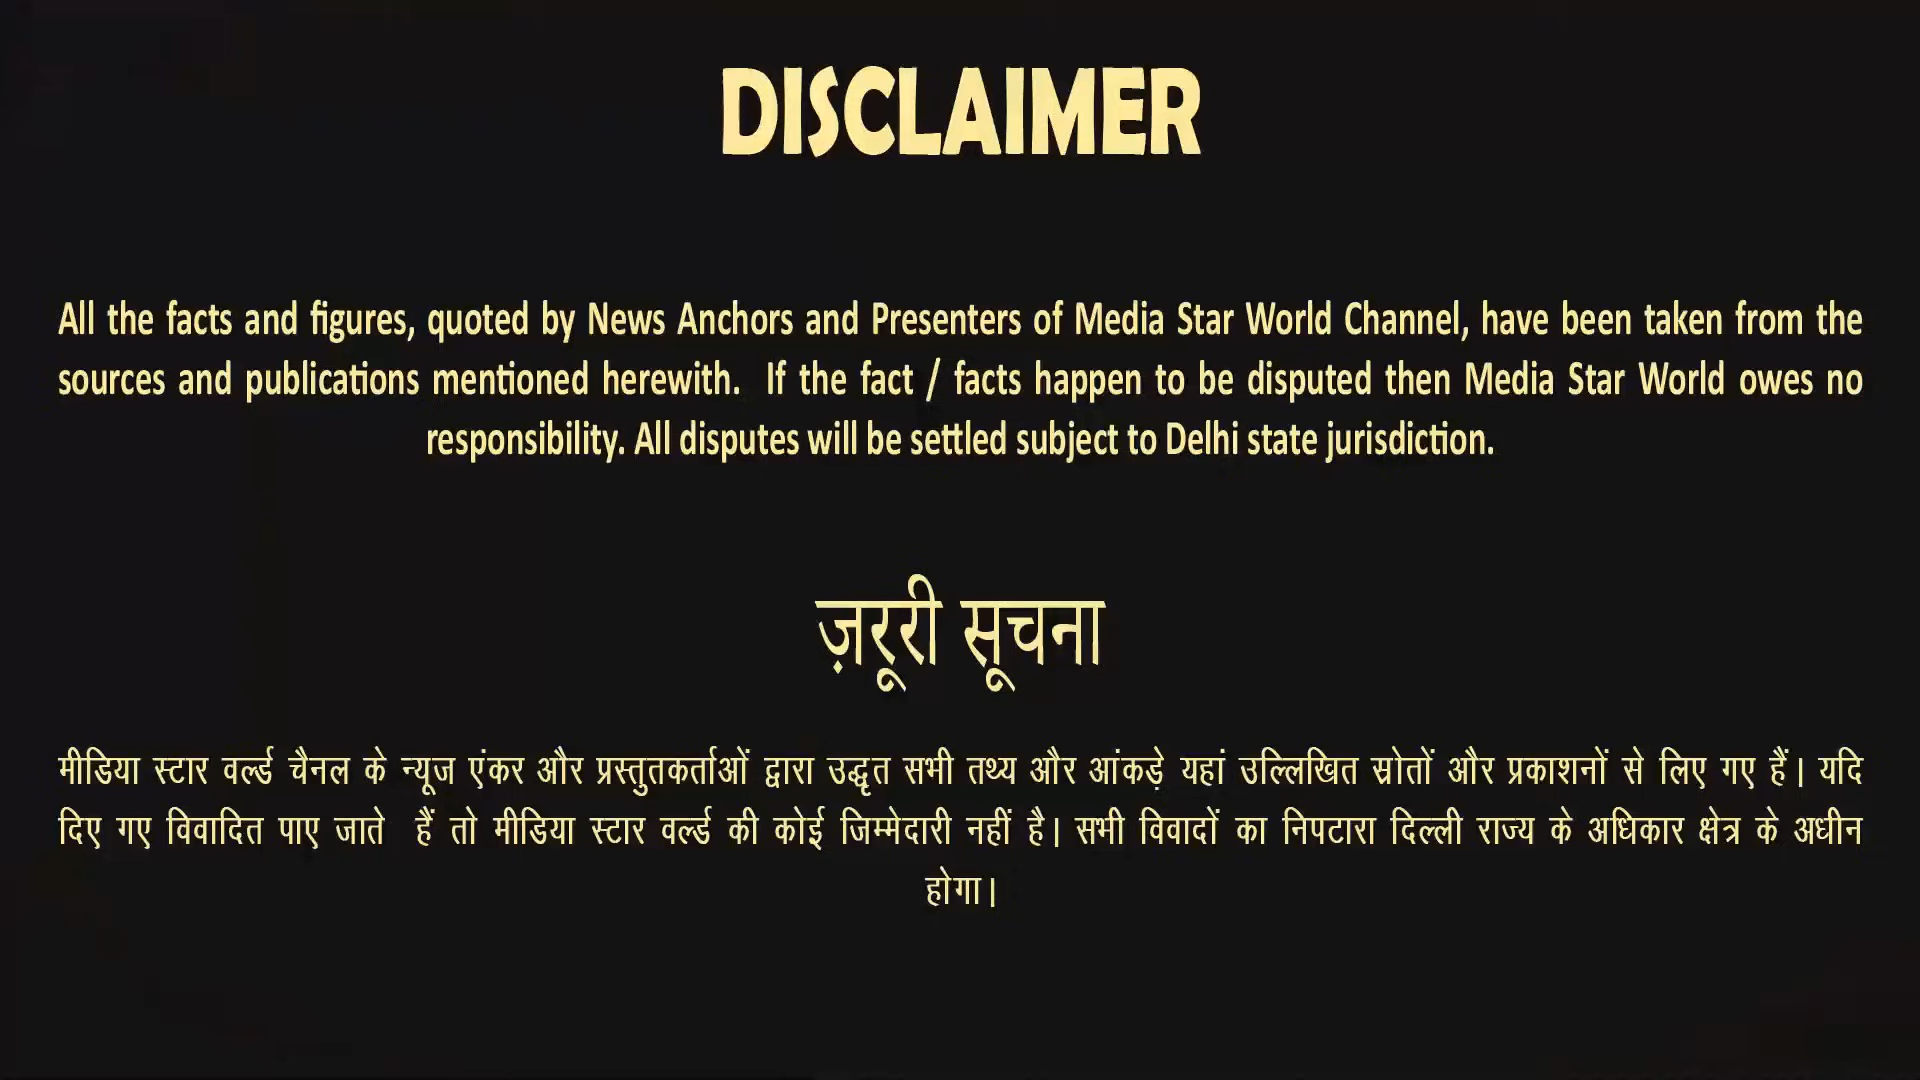 DISCLAIMER
All the facts and figures, quoted by News Anchors and Presenters of Media Star World Channel, have been taken from the
sources and publications mentioned herewith. If the fact / facts happen to be disputed then Media Star World owes no
responsibility. All disputes will be settled subject to Delhi state jurisdiction.
ज़रूरी सूचना
मीडिया स्टार वर्ल्ड चैनल के न्यूज एंकर और प्रस्तुतकर्ताओं द्वारा उद्धृत सभी तथ्य और आंकड़े यहां उल्लिखित स्रोतों और प्रकाशनों से लिए गए हैं। यदि
दिए गए विवादित पाए जाते हैं तो मीडिया स्टार वर्ल्ड की कोई जिम्मेदारी नहीं है। सभी विवादों का निपटारा दिल्ली राज्य के अधिकार क्षेत्र के अधीन
होगा।